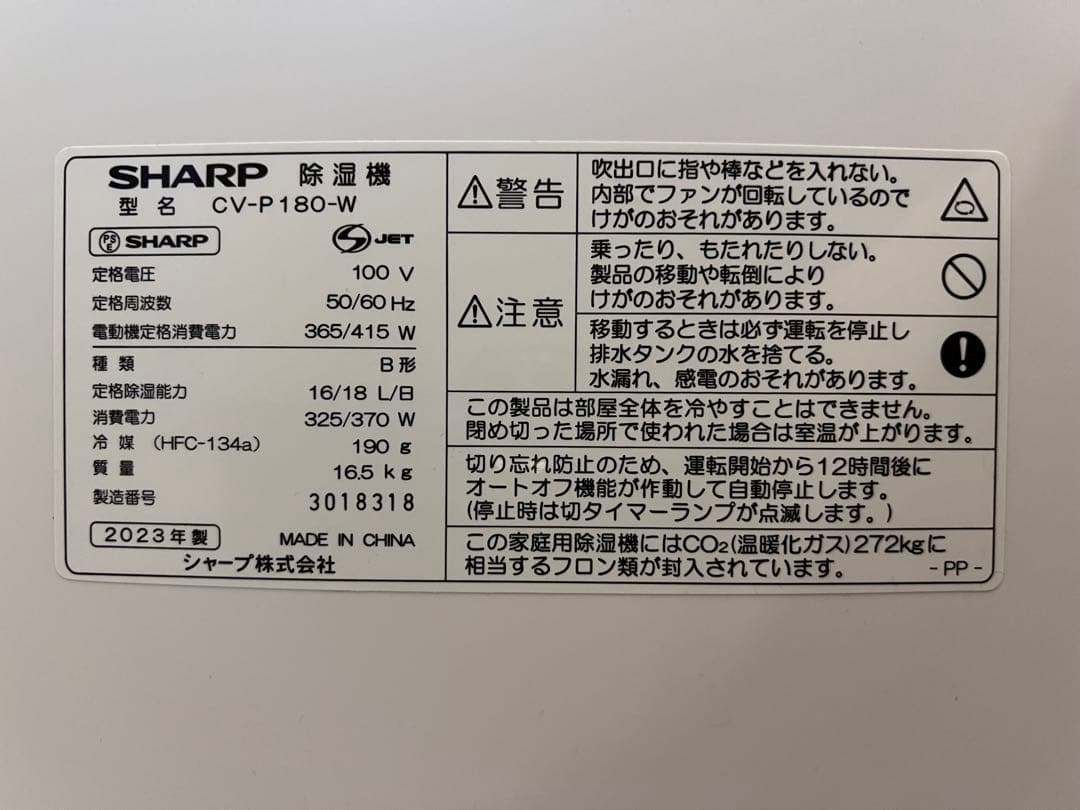 SHARP 除湿機
型名 CV-P180-W
PSE SHARP
S JET
定格電圧 100 V
定格周波数 50/60 Hz
電動機定格消費電力 365/415 W
種類 B形
定格除湿能力 16/18 L/日
消費電力 325/370 W
冷媒 (HFC-134a) 190 g
質量 16.5 kg
製造番号 3018318
2023年製 MADE IN CHINA
シャープ株式会社
警告
吹出口に指や棒などを入れない。
内部でファンが回転しているので
けがのおそれがあります。
注意
乗ったり、もたれたりしない。
製品の移動や転倒により
けがのおそれがあります。
移動するときは必ず運転を停止し
排水タンクの水を捨てる。
水漏れ、感電のおそれがあります。
この製品は部屋全体を冷やすことはできません。
閉め切った場所で使われた場合は室温が上がります。
切り忘れ防止のため、運転開始から12時間後に
オートオフ機能が作動して自動停止します。
(停止時は切タイマーランプが点滅します。)
この家庭用除湿機にはCO₂(温暖化ガス)272kgに
相当するフロン類が封入されています。
-PP-